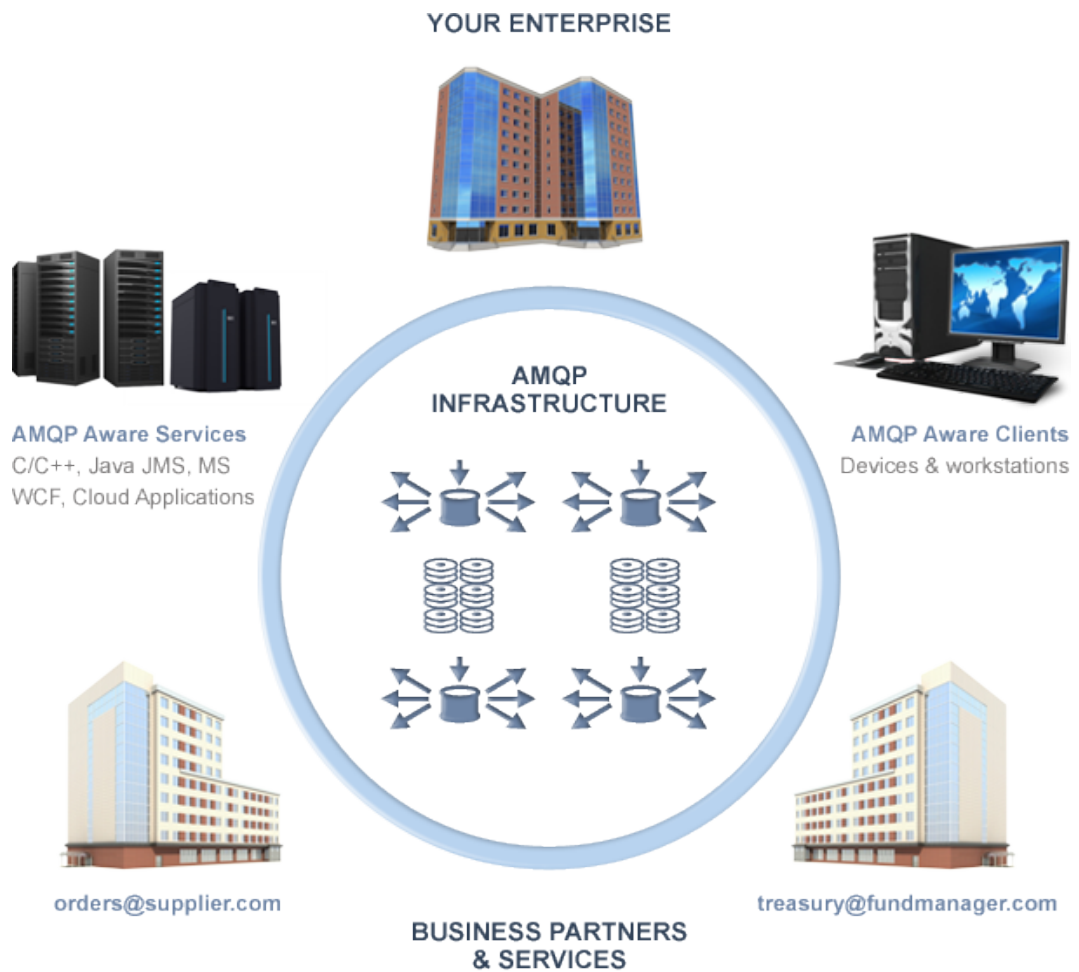 YOUR ENTERPRISE
AMQP
INFRASTRUCTURE
AMQP Aware Services
C/C++, Java JMS, MS
WCF, Cloud Applications
AMQP Aware Clients
Devices & workstations
orders@supplier.com
treasury@fundmanager.com
BUSINESS PARTNERS
& SERVICES